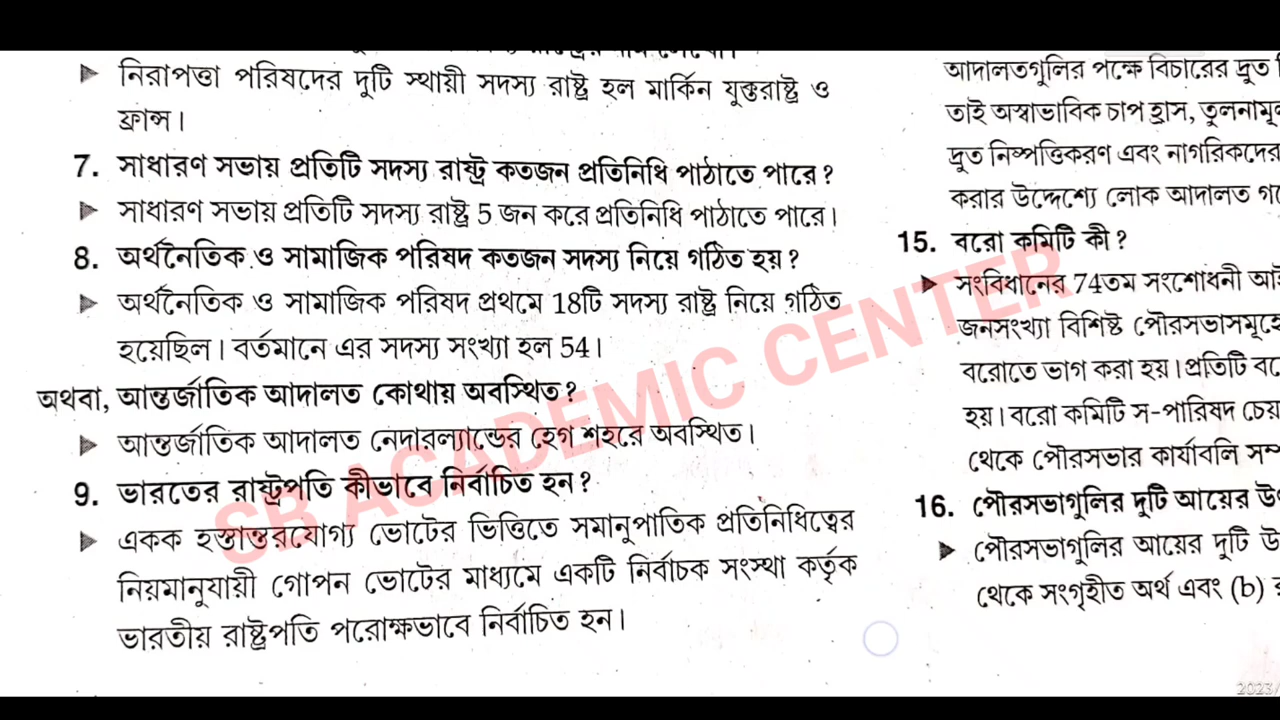 ▶ নিরাপত্তা পরিষদের দুটি স্থায়ী সদস্য রাষ্ট্র হল মার্কিন যুক্তরাষ্ট্র ও
ফ্রান্স।
7. সাধারণ সভায় প্রতিটি সদস্য রাষ্ট্র কতজন প্রতিনিধি পাঠাতে পারে?
▶ সাধারণ সভায় প্রতিটি সদস্য রাষ্ট্র 5 জন করে প্রতিনিধি পাঠাতে পারে।
8. অর্থনৈতিক ও সামাজিক পরিষদ কতজন সদস্য নিয়ে গঠিত হয়?
▶ অর্থনৈতিক ও সামাজিক পরিষদ প্রথমে 18টি সদস্য রাষ্ট্র নিয়ে গঠিত
হয়েছিল। বর্তমানে এর সদস্য সংখ্যা হল 54।
অথবা, আন্তর্জাতিক আদালত কোথায় অবস্থিত?
▶ আন্তর্জাতিক আদালত নেদারল্যান্ডের হেগ শহরে অবস্থিত।
9. ভারতের রাষ্ট্রপতি কীভাবে নির্বাচিত হন?
▶ একক হস্তান্তরযোগ্য ভোটের ভিত্তিতে সমানুপাতিক প্রতিনিধিত্বের
নিয়মানুযায়ী গোপন ভোটের মাধ্যমে একটি নির্বাচক সংস্থা কর্তৃক
ভারতীয় রাষ্ট্রপতি পরোক্ষভাবে নির্বাচিত হন।
আদালতগুলির পক্ষে বিচারের দ্রুত
তাই অস্বাভাবিক চাপ হ্রাস,
দ্রুত নিষ্পত্তিকরণ এবং নাগরিকদের
করার উদ্দেশ্যে লোক আদালত
15. বরো কমিটি কী?
▶ সংবিধানের 74তম সংশোধনী
জনসংখ্যা বিশিষ্ট
বরোতে ভাগ করা হয়। প্রতিটি
হয়। বরো কমিটি স-পারিষদ
থেকে পৌরসভার কার্যাবলি
16. পৌরসভাগুলির দুটি আয়ের
▶ পৌরসভাগুলির আয়ের দুটি
থেকে সংগৃহীত অর্থ এবং (b)
SB ACADEMIC CENTER